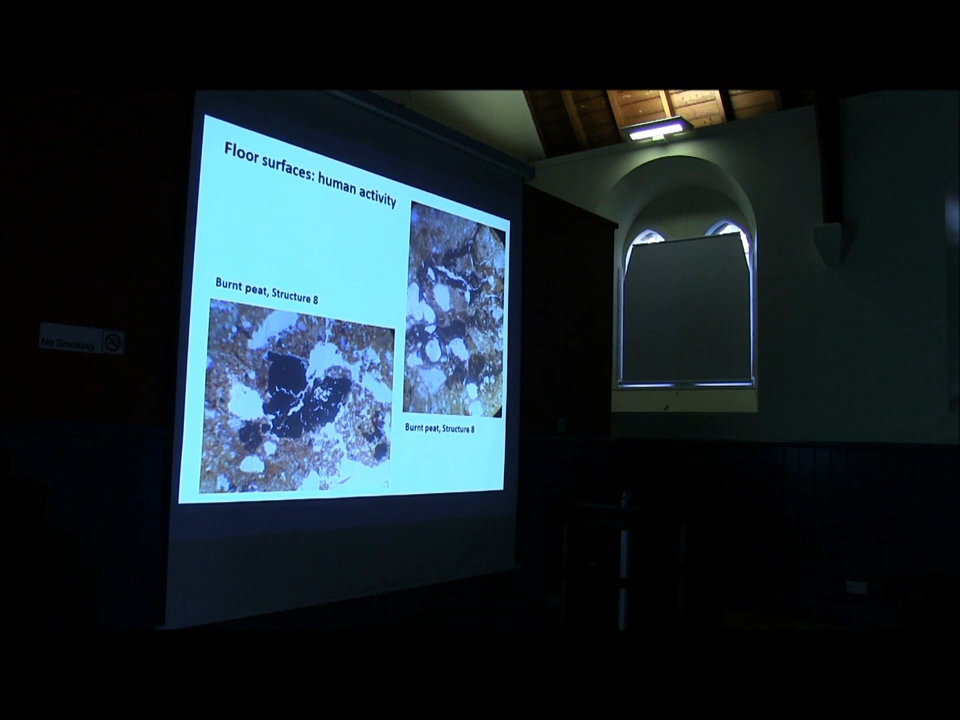 Floor surfaces: human activity
Burnt peat, Structure 8
Burnt peat, Structure 8
No Smoking